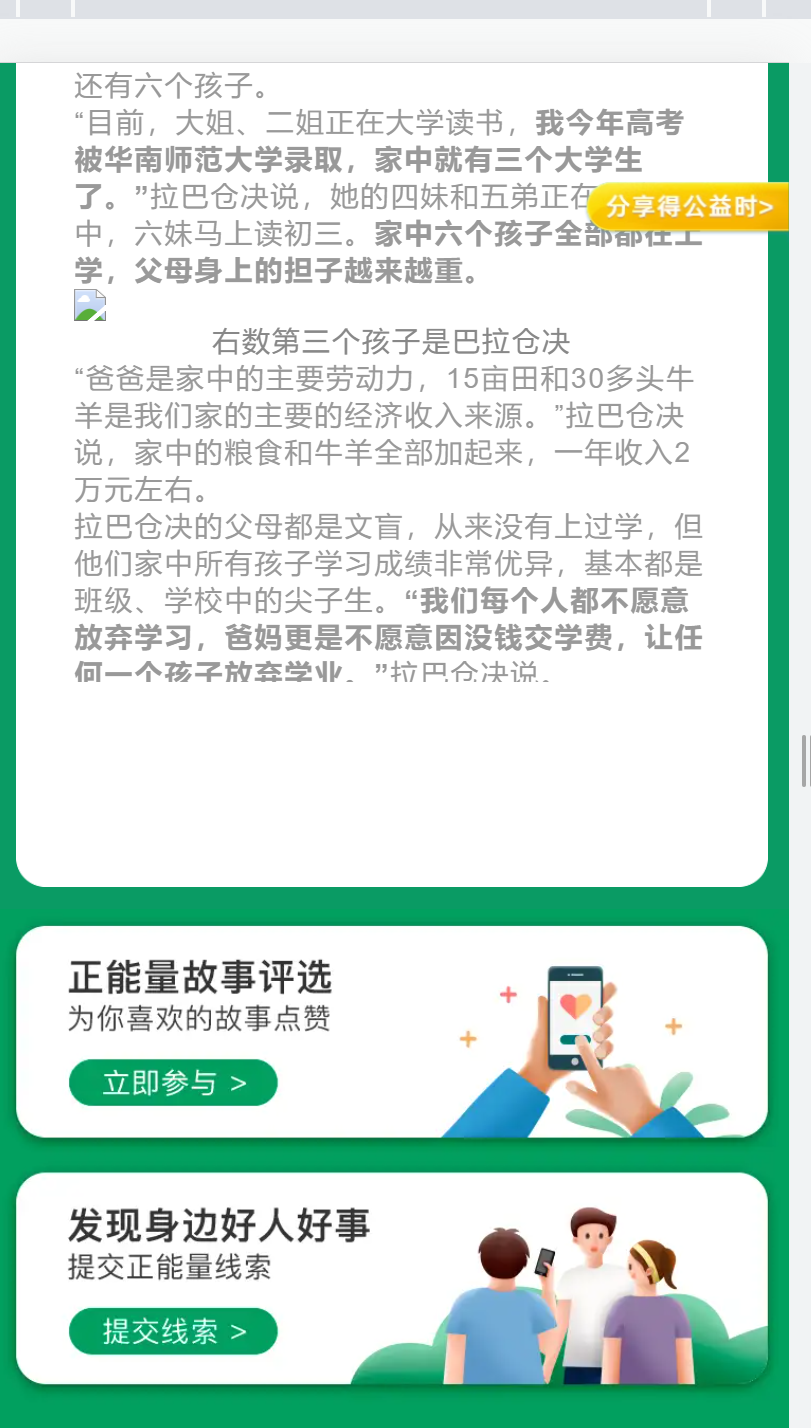 还有六个孩子。
“目前，大姐、二姐正在大学读书，我今年高考
被华南师范大学录取，家中就有三个大学生
了。”拉巴仓决说，她的四妹和五弟正在
分享得公益时>
中，六妹马上读初三。家中六个孩子全部都在上
学，父母身上的担子越来越重。
右数第三个孩子是巴拉仓决
“爸爸是家中的主要劳动力，15亩田和30多头牛
羊是我们家的主要的经济收入来源。”拉巴仓决
说，家中的粮食和牛羊全部加起来，一年收入2
万元左右。
拉巴仓决的父母都是文盲，从来没有上过学，但
他们家中所有孩子学习成绩非常优异，基本都是
班级、学校中的尖子生。“我们每个人都不愿意
放弃学习，爸妈更是不愿意因没钱交学费，让任
何一个孩子放弃学业。”拉巴仓决说。
正能量故事评选
为你喜欢的故事点赞
立即参与 >
发现身边好人好事
提交正能量线索
提交线索 >